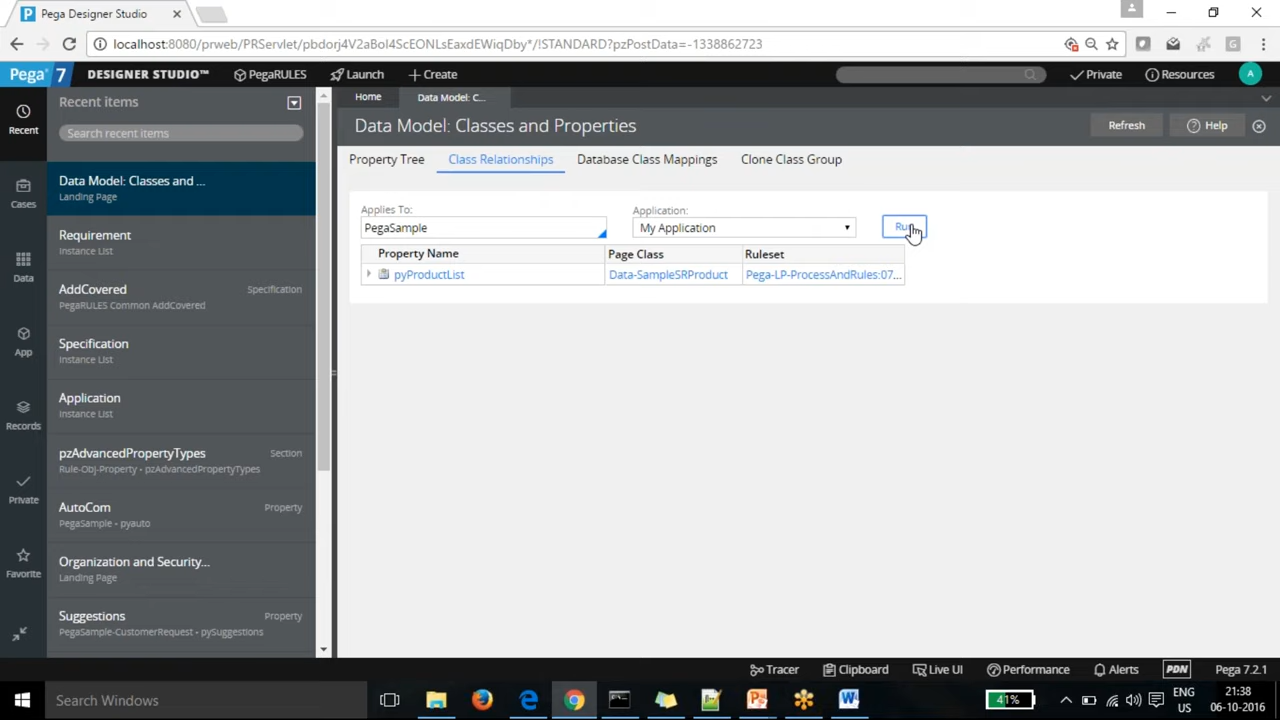 Pega Designer Studio
localhost:8080/prweb/PRServlet/pbdorj4V2aBol4ScEONLsEaxdEWiqDby*/!STANDARD?pzPostData=-1338862723
Pega 7 DESIGNER STUDIO™ PegaRULES Launch Create Private Resources A
Recent
Cases
Data
App
Records
Private
Favorite
Recent items
Search recent items
Data Model: Classes and ...
Landing Page
Requirement
Instance List
AddCovered Specification
PegaRULES Common AddCovered
Specification
Instance List
Application
Instance List
pzAdvancedPropertyTypes Section
Rule-Obj-Property - pzAdvancedPropertyTypes
AutoCom Property
PegaSample - pyauto
Organization and Security...
Landing Page
Suggestions Property
PegaSample-CustomerRequest - pySuggestions
Home Data Model: C...
Data Model: Classes and Properties Refresh Help
Property Tree Class Relationships Database Class Mappings Clone Class Group
Applies To: Application:
PegaSample My Application
Property Name Page Class Ruleset
pyProductList Data-SampleSRProduct Pega-LP-ProcessAndRules:07...
Tracer Clipboard Live UI Performance Alerts PDN Pega 7.2.1
Search Windows 41% ENG 21:38
US 06-10-2016